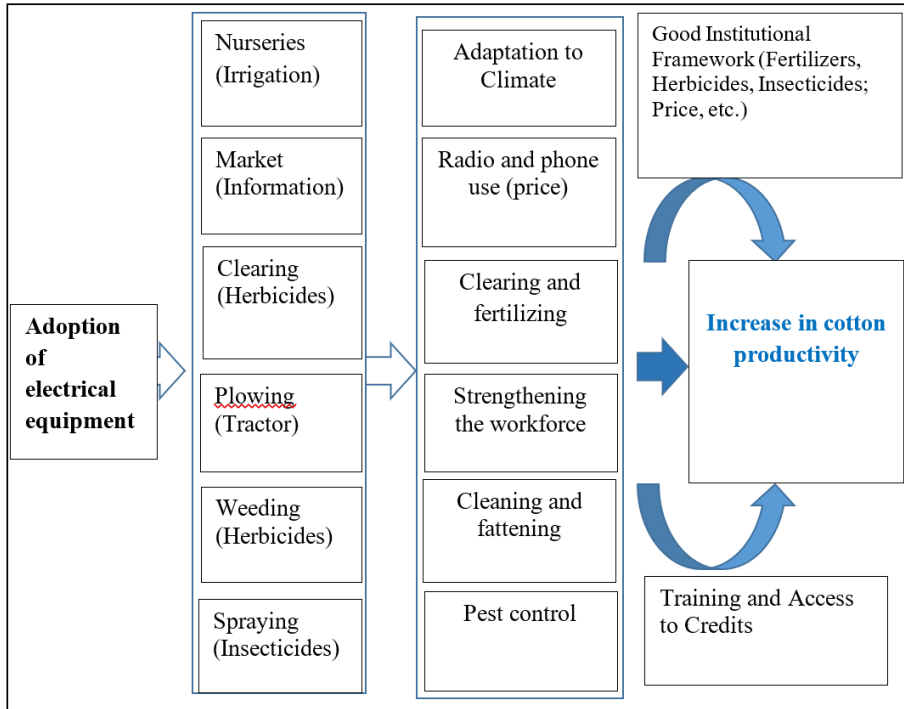 Adoption
of
electrical
equipment
Nurseries
(Irrigation)
Market
(Information)
Clearing
(Herbicides)
Plowing
(Tractor)
Weeding
(Herbicides)
Spraying
(Insecticides)
Adaptation to
Climate
Radio and phone
use (price)
Clearing and
fertilizing
Strengthening
the workforce
Cleaning and
fattening
Pest control
Good Institutional
Framework (Fertilizers,
Herbicides, Insecticides;
Price, etc.)
Increase in cotton
productivity
Training and Access
to Credits